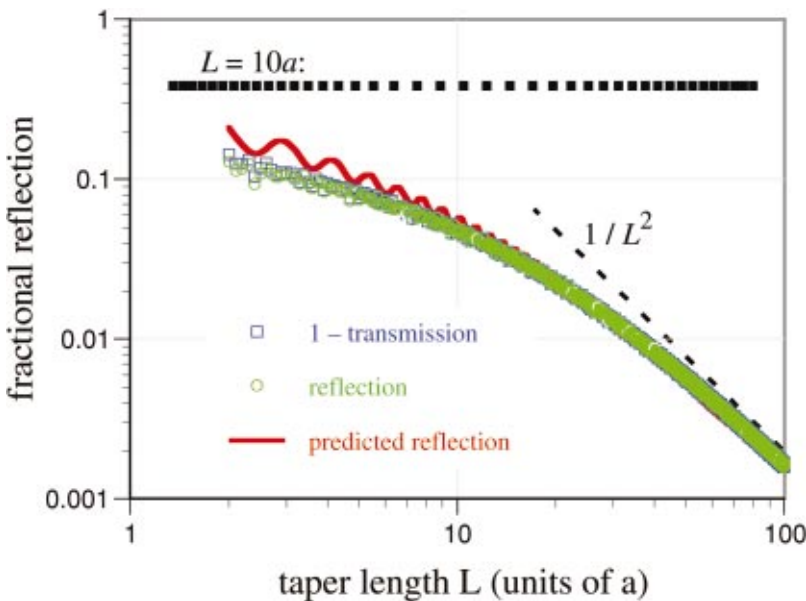 1
L = 10a:
0.1
1 / L²
fractional reflection
1 – transmission
0.01
reflection
predicted reflection
0.001
1
10
100
taper length L (units of a)